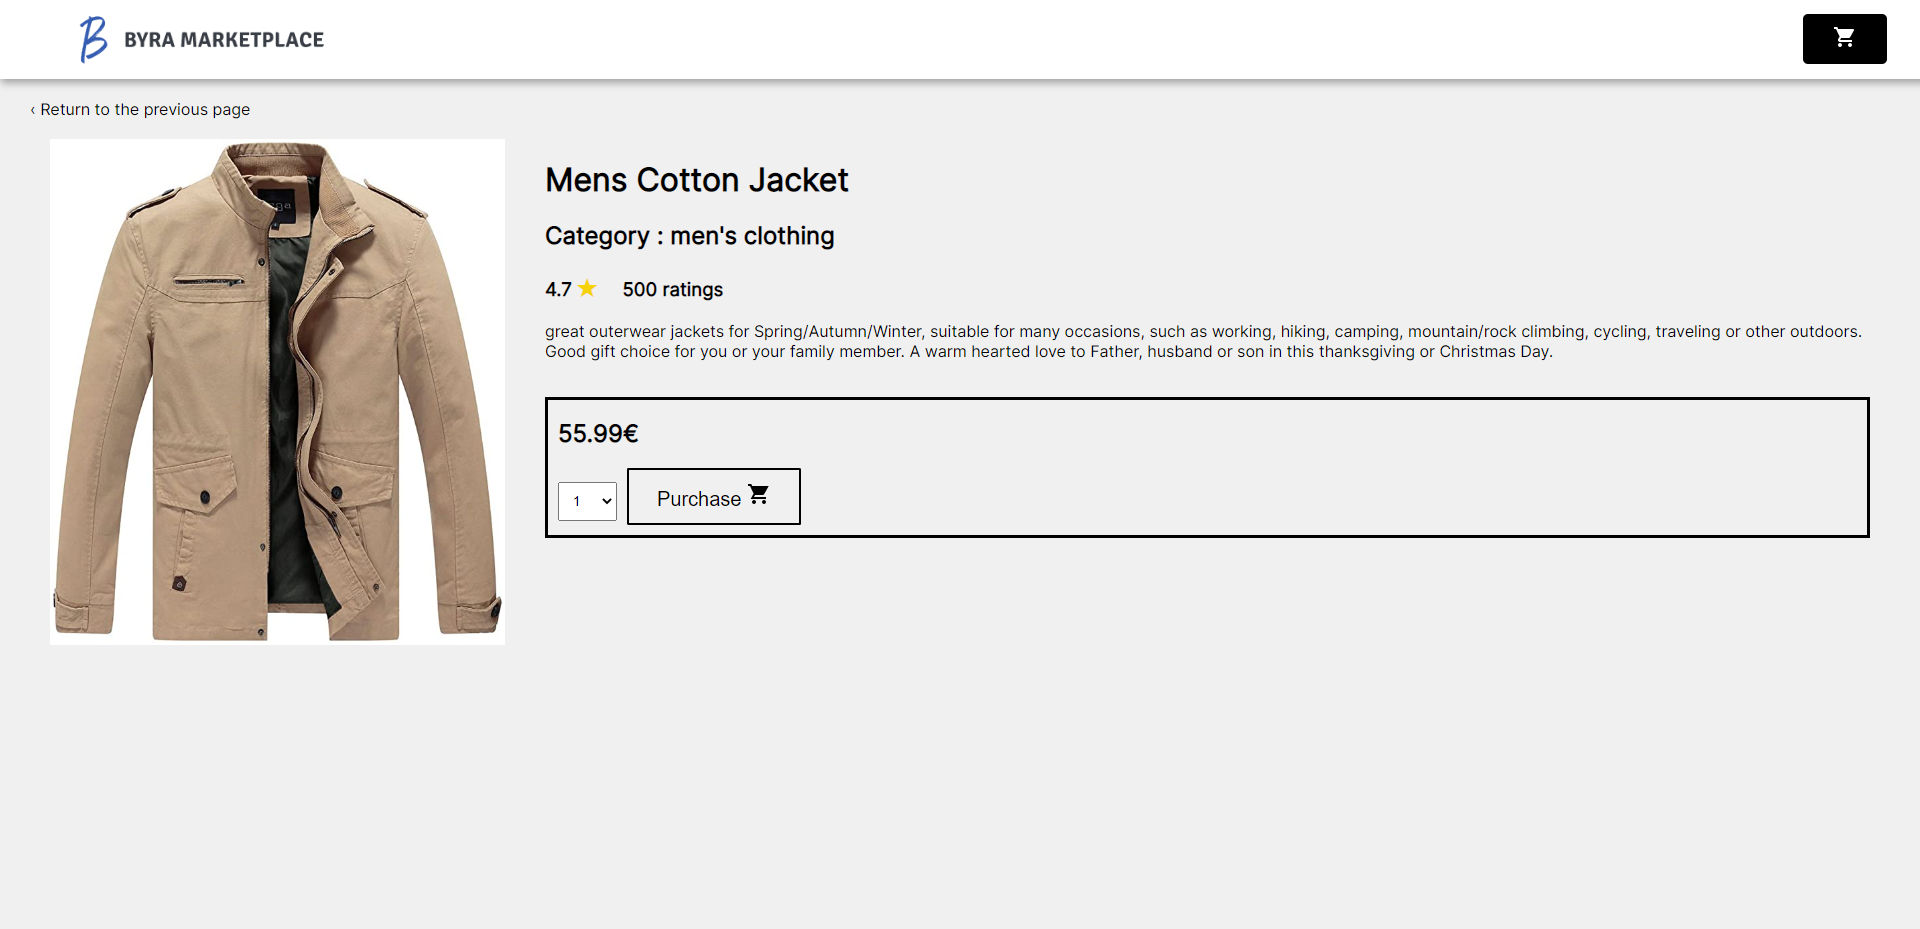 BYRA MARKETPLACE
‹ Return to the previous page
Mens Cotton Jacket
Category : men's clothing
4.7 ★ 500 ratings
great outerwear jackets for Spring/Autumn/Winter, suitable for many occasions, such as working, hiking, camping, mountain/rock climbing, cycling, traveling or other outdoors.
Good gift choice for you or your family member. A warm hearted love to Father, husband or son in this thanksgiving or Christmas Day.
55.99€
1
Purchase